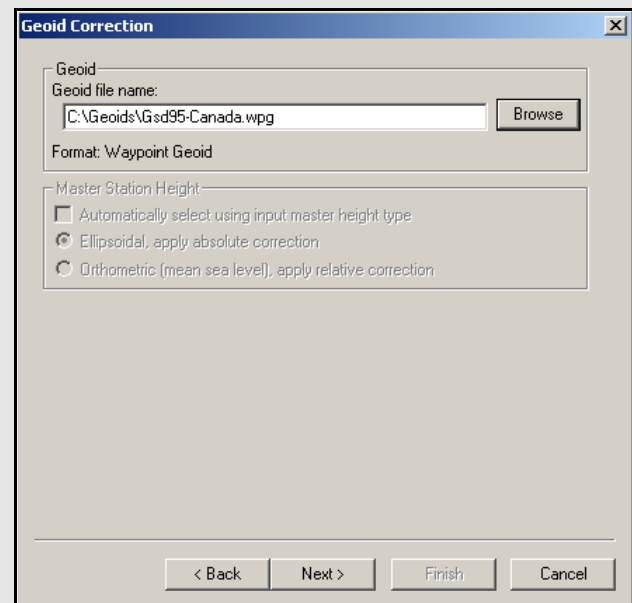 Geoid Correction
Geoid
Geoid file name:
C:\Geoids\Gsd95-Canada.wpg
Browse
Format: Waypoint Geoid
Master Station Height
Automatically select using input master height type
Ellipsoidal, apply absolute correction
Orthometric (mean sea level), apply relative correction
< Back
Next >
Finish
Cancel